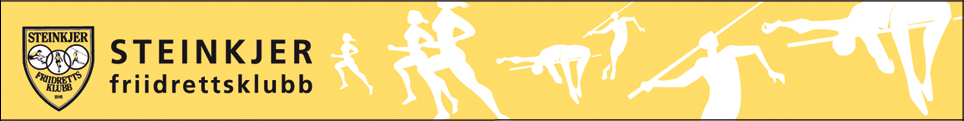 STEINKJER
FRIIDRETTS
KLUBB
STEINKJER
friidrettsklubb